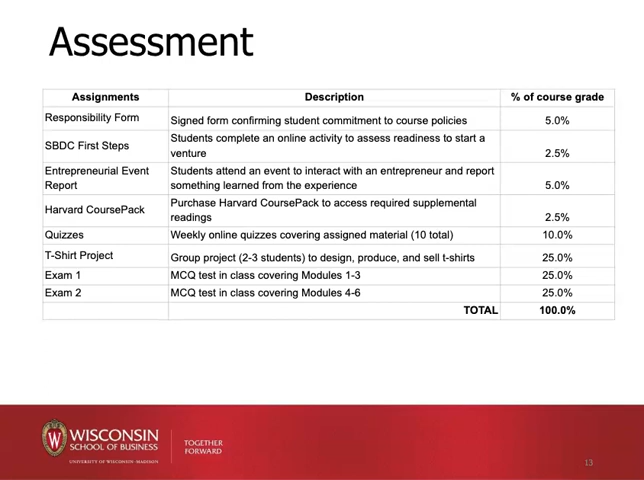 Assessment
Assignments Description % of course grade
Responsibility Form Signed form confirming student commitment to course policies 5.0%
SBDC First Steps Students complete an online activity to assess readiness to start a
venture 2.5%
Entrepreneurial Event Students attend an event to interact with an entrepreneur and report
Report something learned from the experience 5.0%
Harvard CoursePack Purchase Harvard CoursePack to access required supplemental
readings 2.5%
Quizzes Weekly online quizzes covering assigned material (10 total) 10.0%
T-Shirt Project Group project (2-3 students) to design, produce, and sell t-shirts 25.0%
Exam 1 MCQ test in class covering Modules 1-3 25.0%
Exam 2 MCQ test in class covering Modules 4-6 25.0%
TOTAL 100.0%
W
WISCONSIN
SCHOOL OF BUSINESS
UNIVERSITY OF WISCONSIN-MADISON
TOGETHER
FORWARD
13